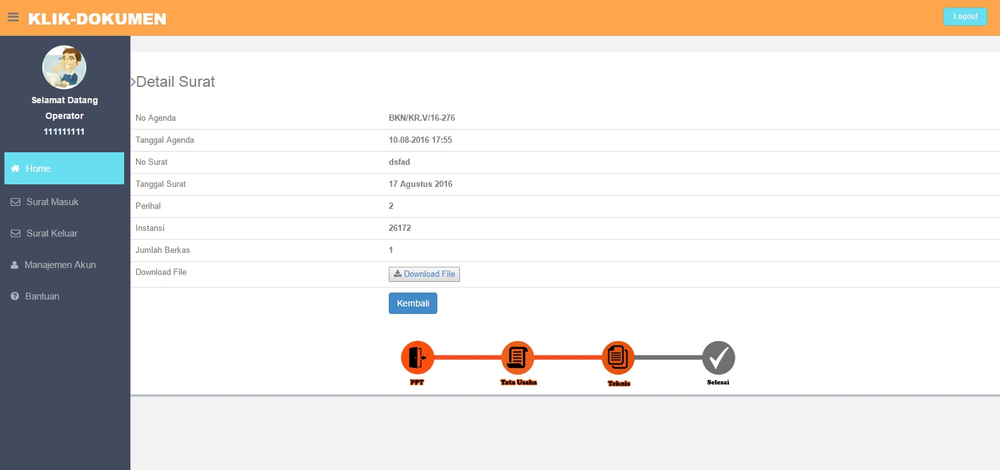 KLIK-DOKUMEN
Logout
Selamat Datang
Operator
111111111
Home
Surat Masuk
Surat Keluar
Manajemen Akun
Bantuan
Detail Surat
No Agenda BKN/KR.V/16-276
Tanggal Agenda 10-08-2016 17:55
No Surat dsfad
Tanggal Surat 17 Agustus 2016
Perihal 2
Instansi 26172
Jumlah Berkas 1
Download File Download File
Kembali
PPT Tata Usaha Teknis Selesai